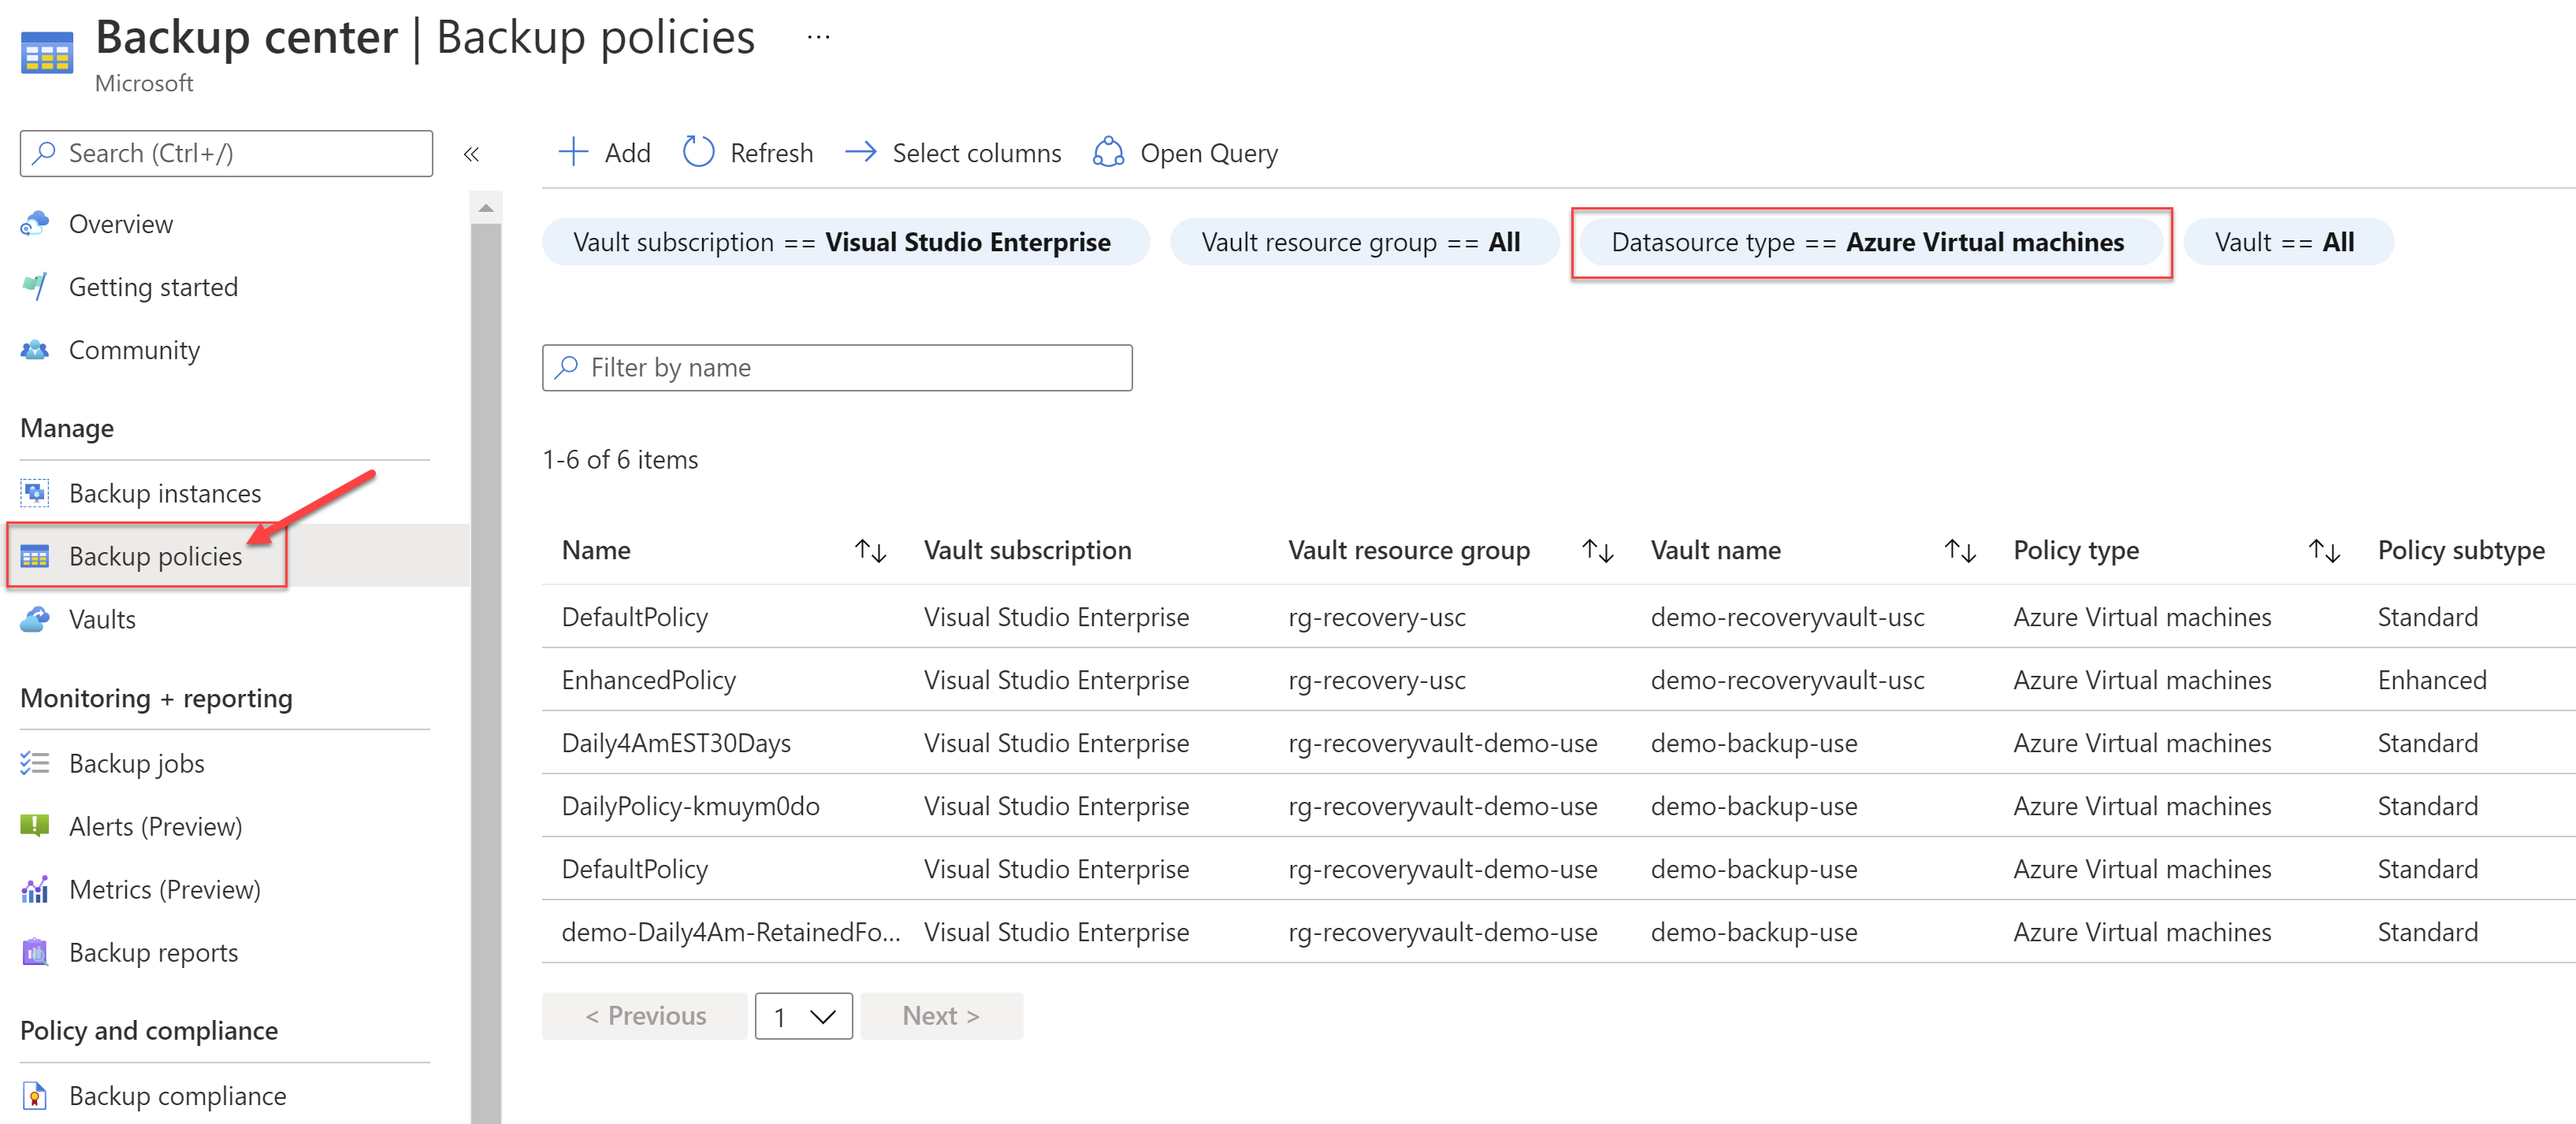 Backup center | Backup policies ...
Microsoft
Search (Ctrl+/)
«
Overview
Getting started
Community
Manage
Backup instances
Backup policies
Vaults
Monitoring + reporting
Backup jobs
Alerts (Preview)
Metrics (Preview)
Backup reports
Policy and compliance
Backup compliance
Add Refresh Select columns Open Query
Vault subscription == Visual Studio Enterprise Vault resource group == All Datasource type == Azure Virtual machines Vault == All
Filter by name
1-6 of 6 items
Name Vault subscription Vault resource group Vault name Policy type Policy subtype
DefaultPolicy Visual Studio Enterprise rg-recovery-usc demo-recoveryvault-usc Azure Virtual machines Standard
EnhancedPolicy Visual Studio Enterprise rg-recovery-usc demo-recoveryvault-usc Azure Virtual machines Enhanced
Daily4AmEST30Days Visual Studio Enterprise rg-recoveryvault-demo-use demo-backup-use Azure Virtual machines Standard
DailyPolicy-kmuym0do Visual Studio Enterprise rg-recoveryvault-demo-use demo-backup-use Azure Virtual machines Standard
DefaultPolicy Visual Studio Enterprise rg-recoveryvault-demo-use demo-backup-use Azure Virtual machines Standard
demo-Daily4Am-RetainedFo... Visual Studio Enterprise rg-recoveryvault-demo-use demo-backup-use Azure Virtual machines Standard
< Previous 1 Next >